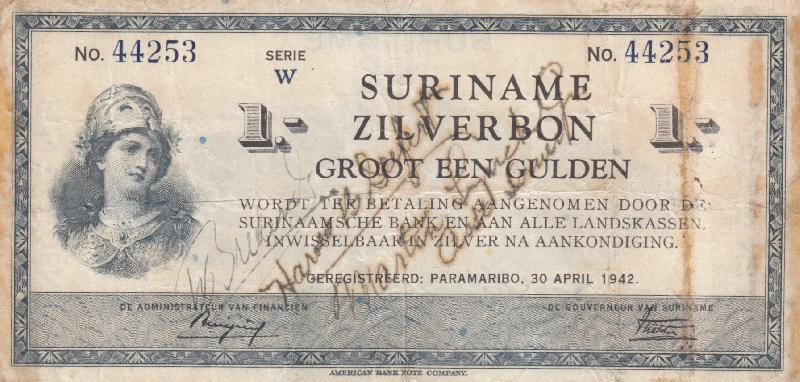 No. 44253
SERIE
W
No. 44253
SURINAME
1.-
ZILVERBON
1.-
GROOT EEN GULDEN
WORDT TER BETALING AANGENOMEN DOOR DE
SURINAAMSCHE BANK EN AAN ALLE LANDSKASSEN.
INWISSELBAAR IN ZILVER NA AANKONDIGING.
GEREGISTREERD: PARAMARIBO, 30 APRIL 1942.
DE ADMINISTRATEUR VAN FINANCIEN
DE GOUVERNEUR VAN SURINAME
AMERICAN BANK NOTE COMPANY.